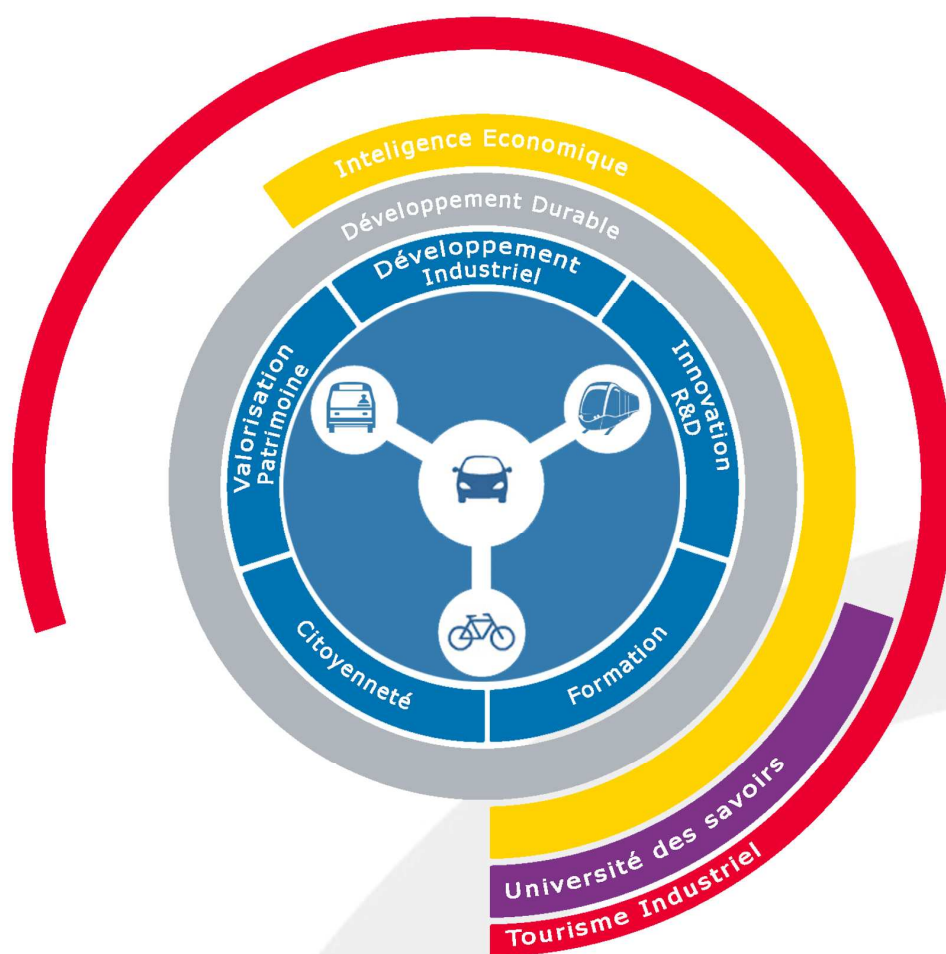 Inteligence Economique
Développement Durable
Développement
Industriel
Valorisation
Patrimoine
Innovation
R&D
Citoyenneté
Formation
Université des savoirs
Tourisme Industriel